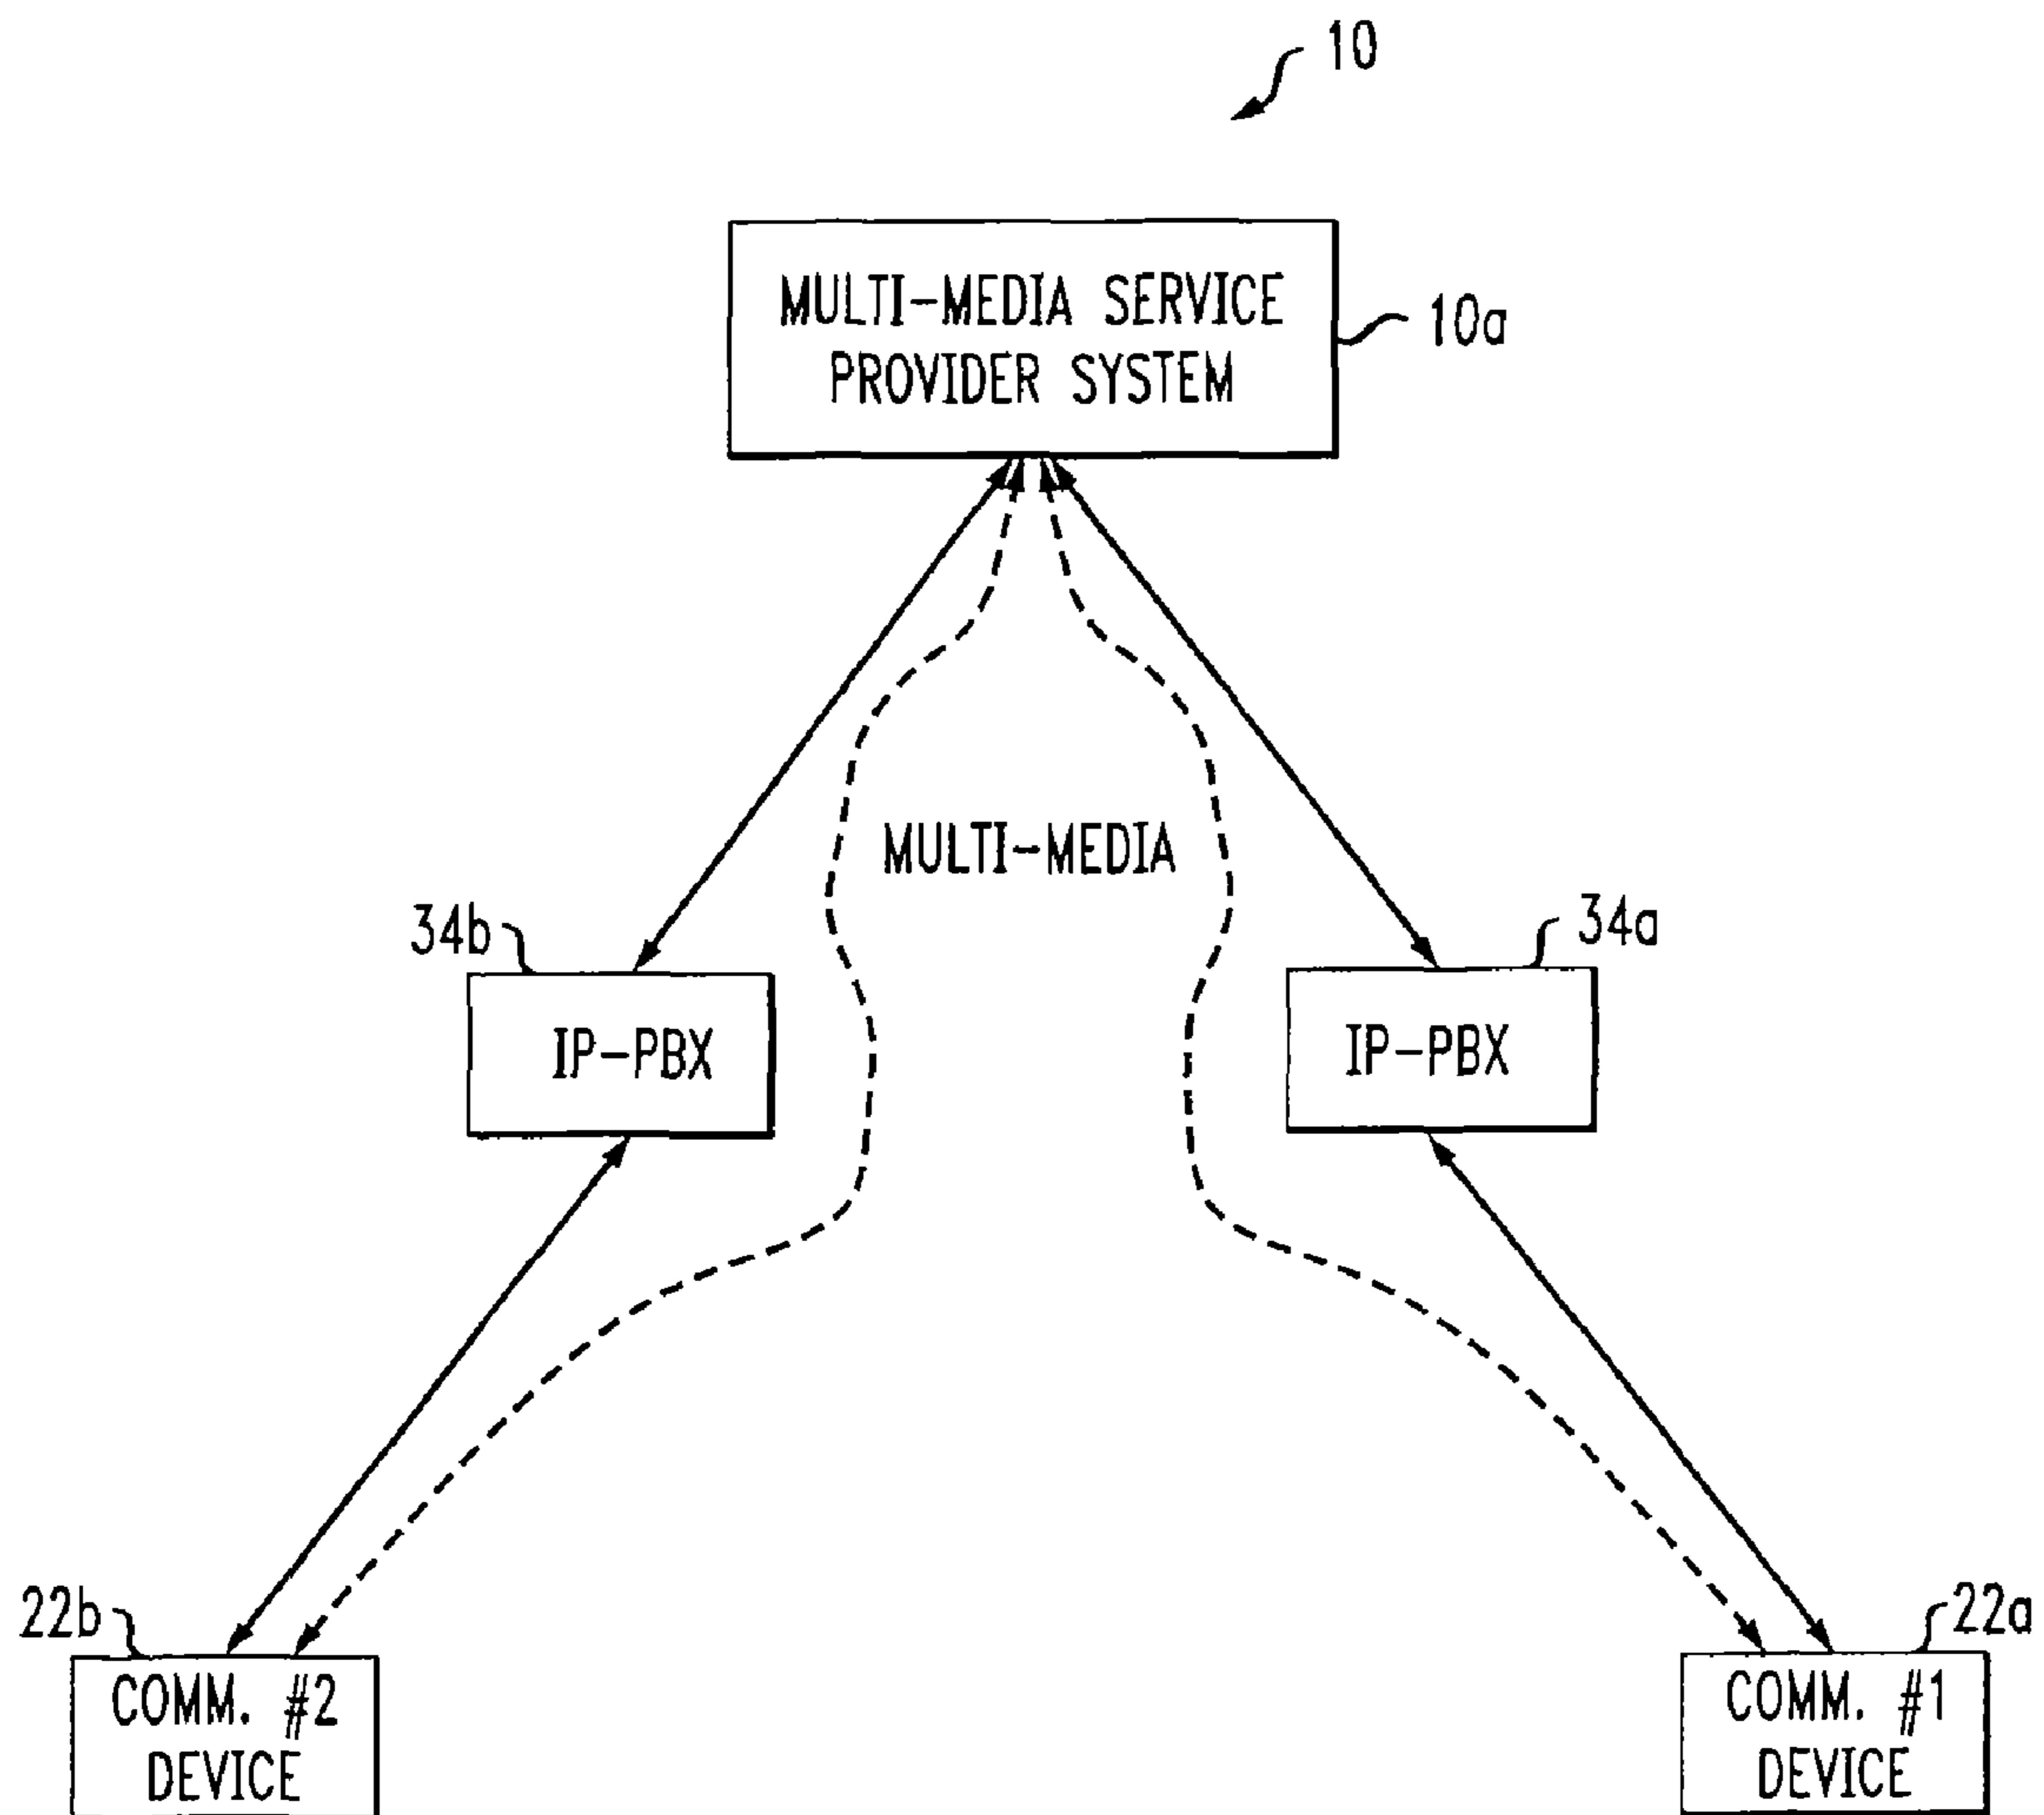 10
MULTI-MEDIA SERVICE
PROVIDER SYSTEM
10a
MULTI-MEDIA
34b
34a
IP-PBX
IP-PBX
22b
22a
COMM. #2
DEVICE
COMM. #1
DEVICE